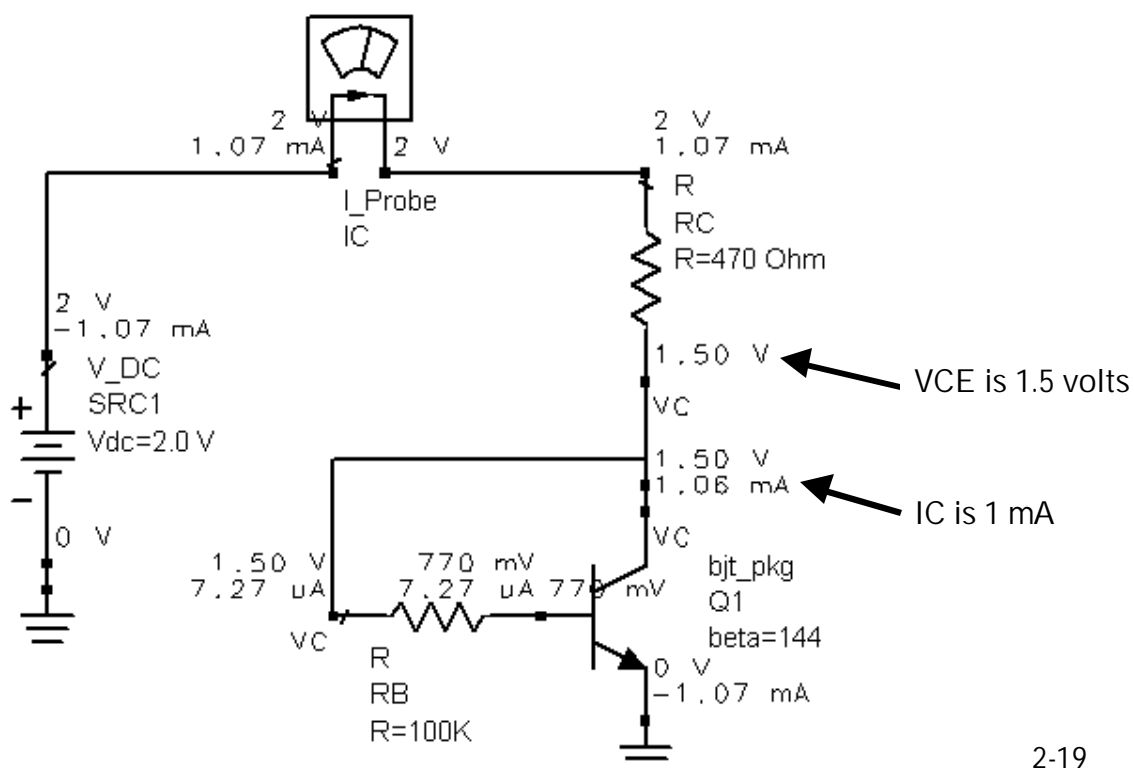 2 V
1.07 mA
2 V
I_Probe
IC
2 V
1.07 mA
R
RC
R=470 Ohm
2 V
-1.07 mA
V_DC
SRC1
Vdc=2.0 V
+
-
0 V
1.50 V
VC
VCE is 1.5 volts
1.50 V
1.06 mA
VC
IC is 1 mA
1.50 V
7.27 uA
VC
770 mV
7.27 uA
770 mV
R
RB
R=100K
bjt_pkg
Q1
beta=144
0 V
-1.07 mA
2-19